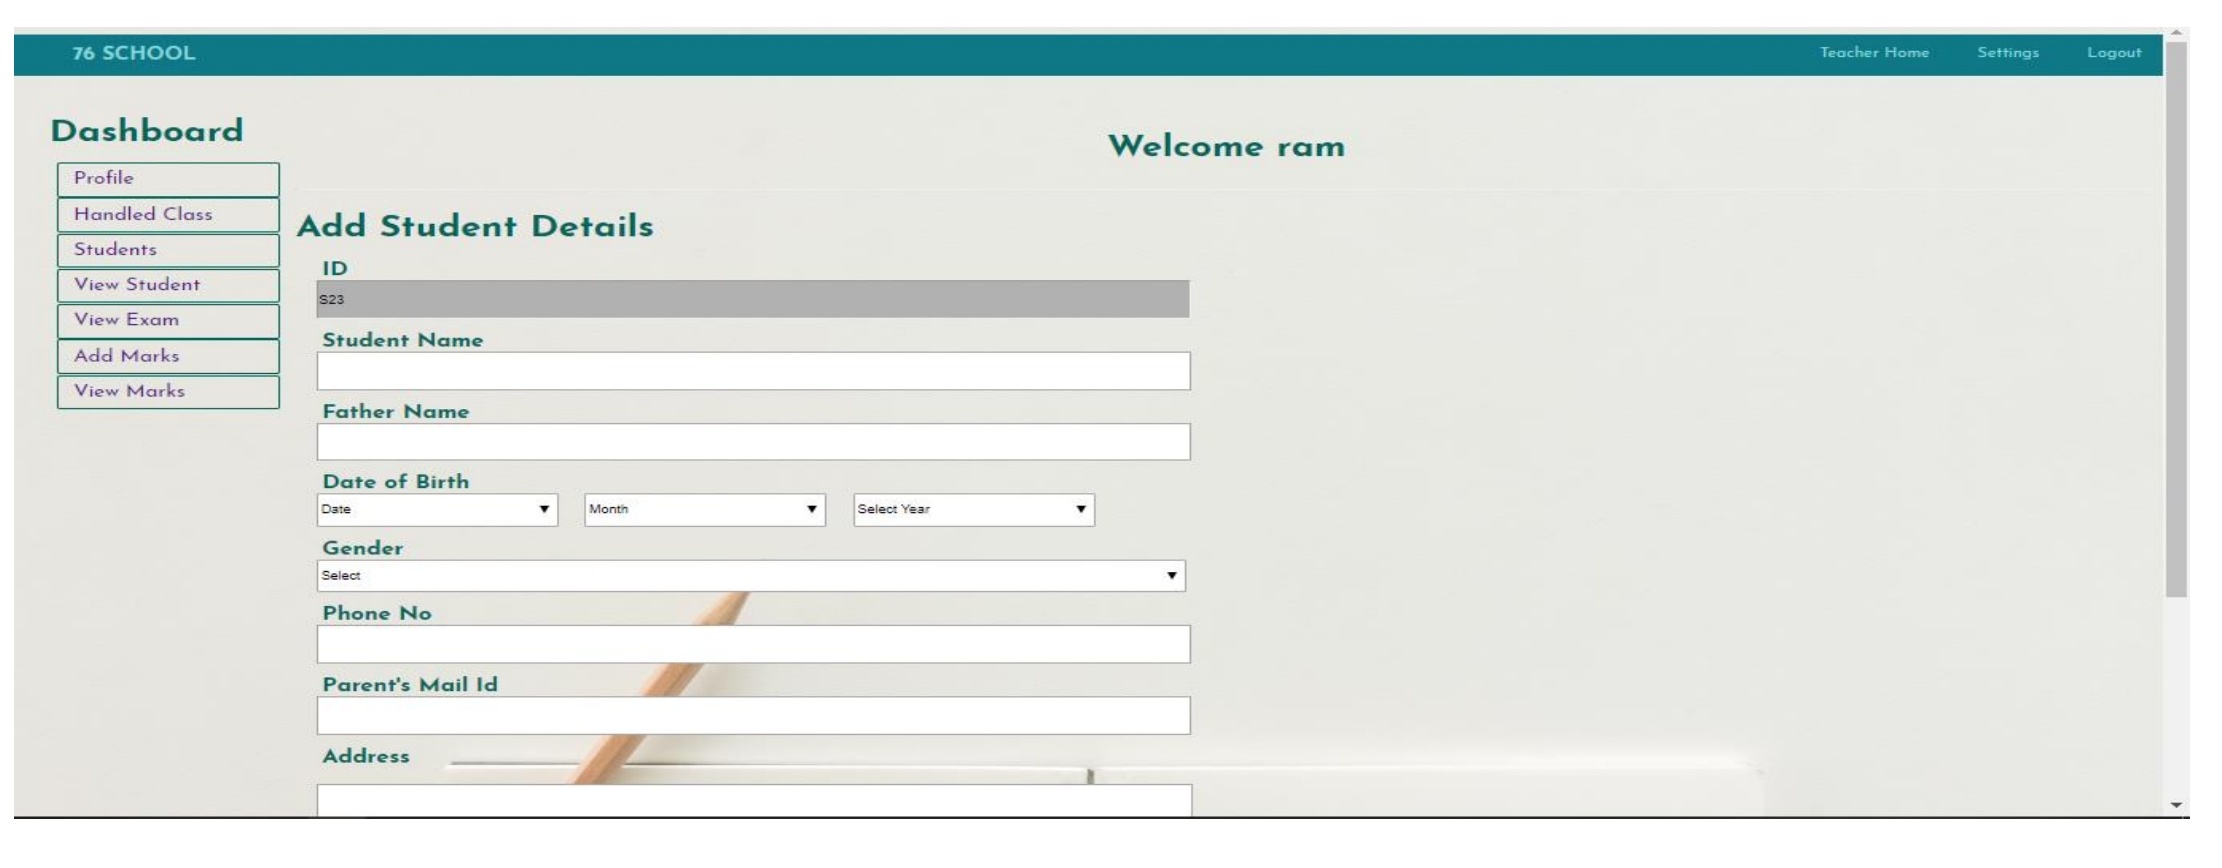 76 SCHOOL
Teacher Home Settings Logout
Dashboard
Profile
Handled Class
Students
View Student
View Exam
Add Marks
View Marks
Welcome ram
Add Student Details
ID
S23
Student Name
Father Name
Date of Birth
Date Month Select Year
Gender
Select
Phone No
Parent's Mail Id
Address